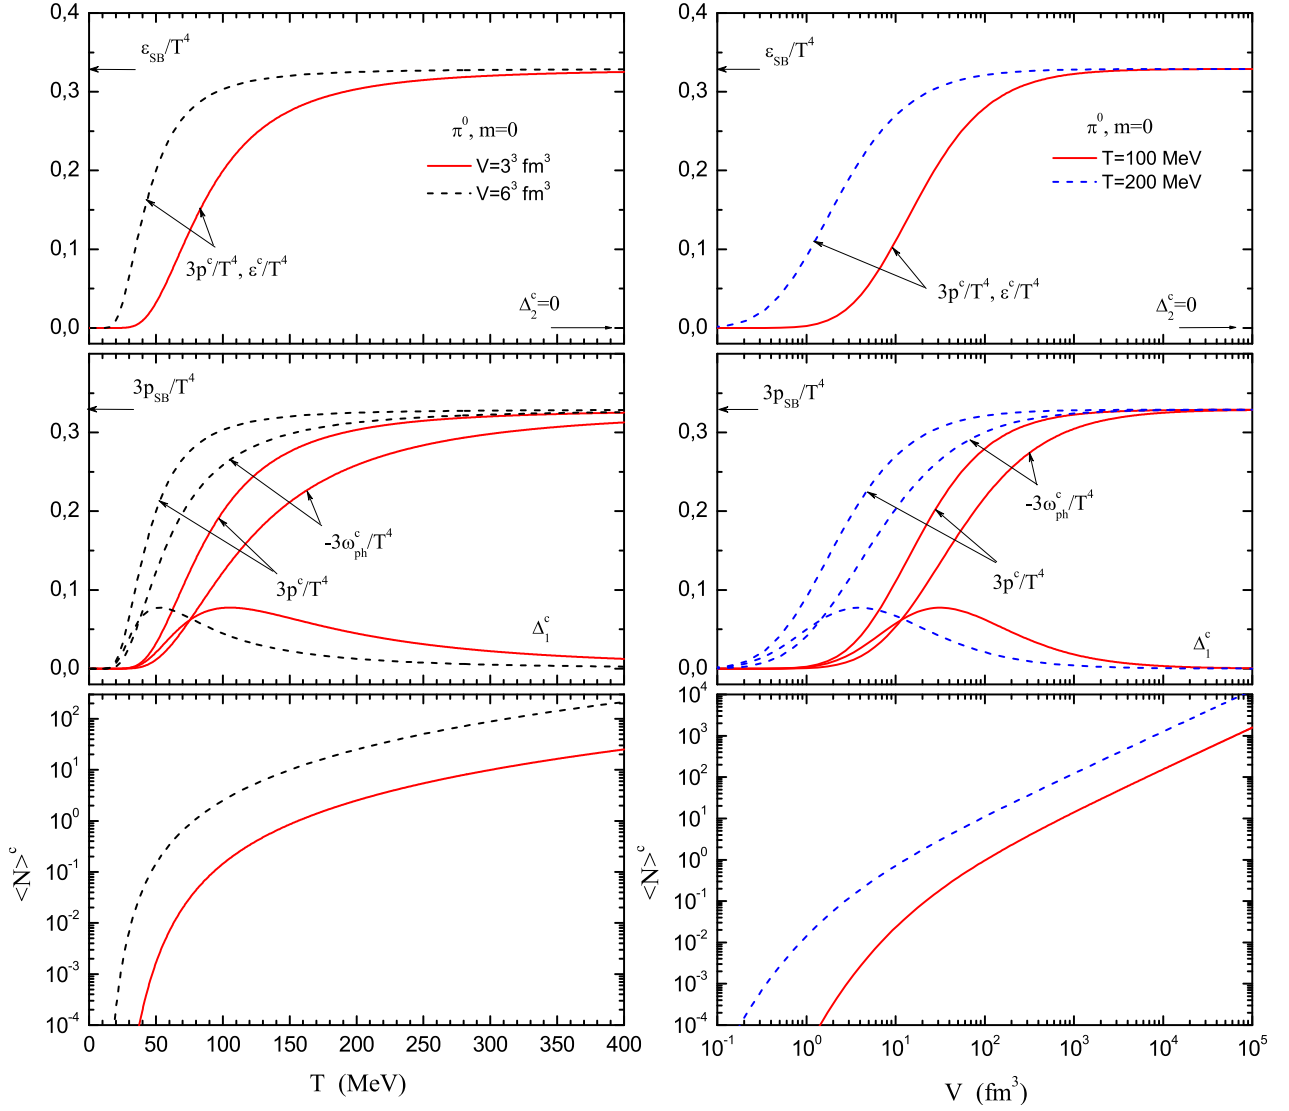 0,4
0,3
0,2
0,1
0,0
ε_SB/T^4
π^0, m=0
V=3^3 fm^3
V=6^3 fm^3
3p^c/T^4, ε^c/T^4
Δ_2^c=0
0,4
0,3
0,2
0,1
0,0
ε_SB/T^4
π^0, m=0
T=100 MeV
T=200 MeV
3p^c/T^4, ε^c/T^4
Δ_2^c=0
0,3
0,2
0,1
0,0
3p_SB/T^4
-3ω_ph^c/T^4
3p^c/T^4
Δ_1^c
0,3
0,2
0,1
0,0
3p_SB/T^4
-3ω_ph^c/T^4
3p^c/T^4
Δ_1^c
<N>^c
10^2
10^1
10^0
10^-1
10^-2
10^-3
10^-4
0 50 100 150 200 250 300 350 400
T (MeV)
<N>^c
10^4
10^3
10^2
10^1
10^0
10^-1
10^-2
10^-3
10^-4
10^-1 10^0 10^1 10^2 10^3 10^4 10^5
V (fm^3)